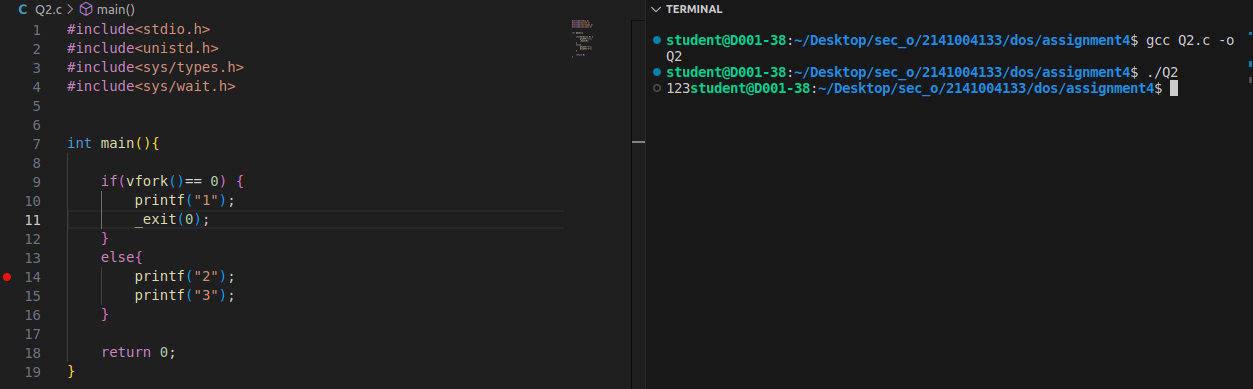 C Q2.c > main()
1 #include<stdio.h>
2 #include<unistd.h>
3 #include<sys/types.h>
4 #include<sys/wait.h>
5
6
7 int main(){
8
9 if(vfork()== 0) {
10 printf("1");
11 _exit(0);
12 }
13 else{
14 printf("2");
15 printf("3");
16 }
17
18 return 0;
19 }
TERMINAL
student@D001-38:~/Desktop/sec_o/2141004133/dos/assignment4$ gcc Q2.c -o
Q2
student@D001-38:~/Desktop/sec_o/2141004133/dos/assignment4$ ./Q2
123student@D001-38:~/Desktop/sec_o/2141004133/dos/assignment4$